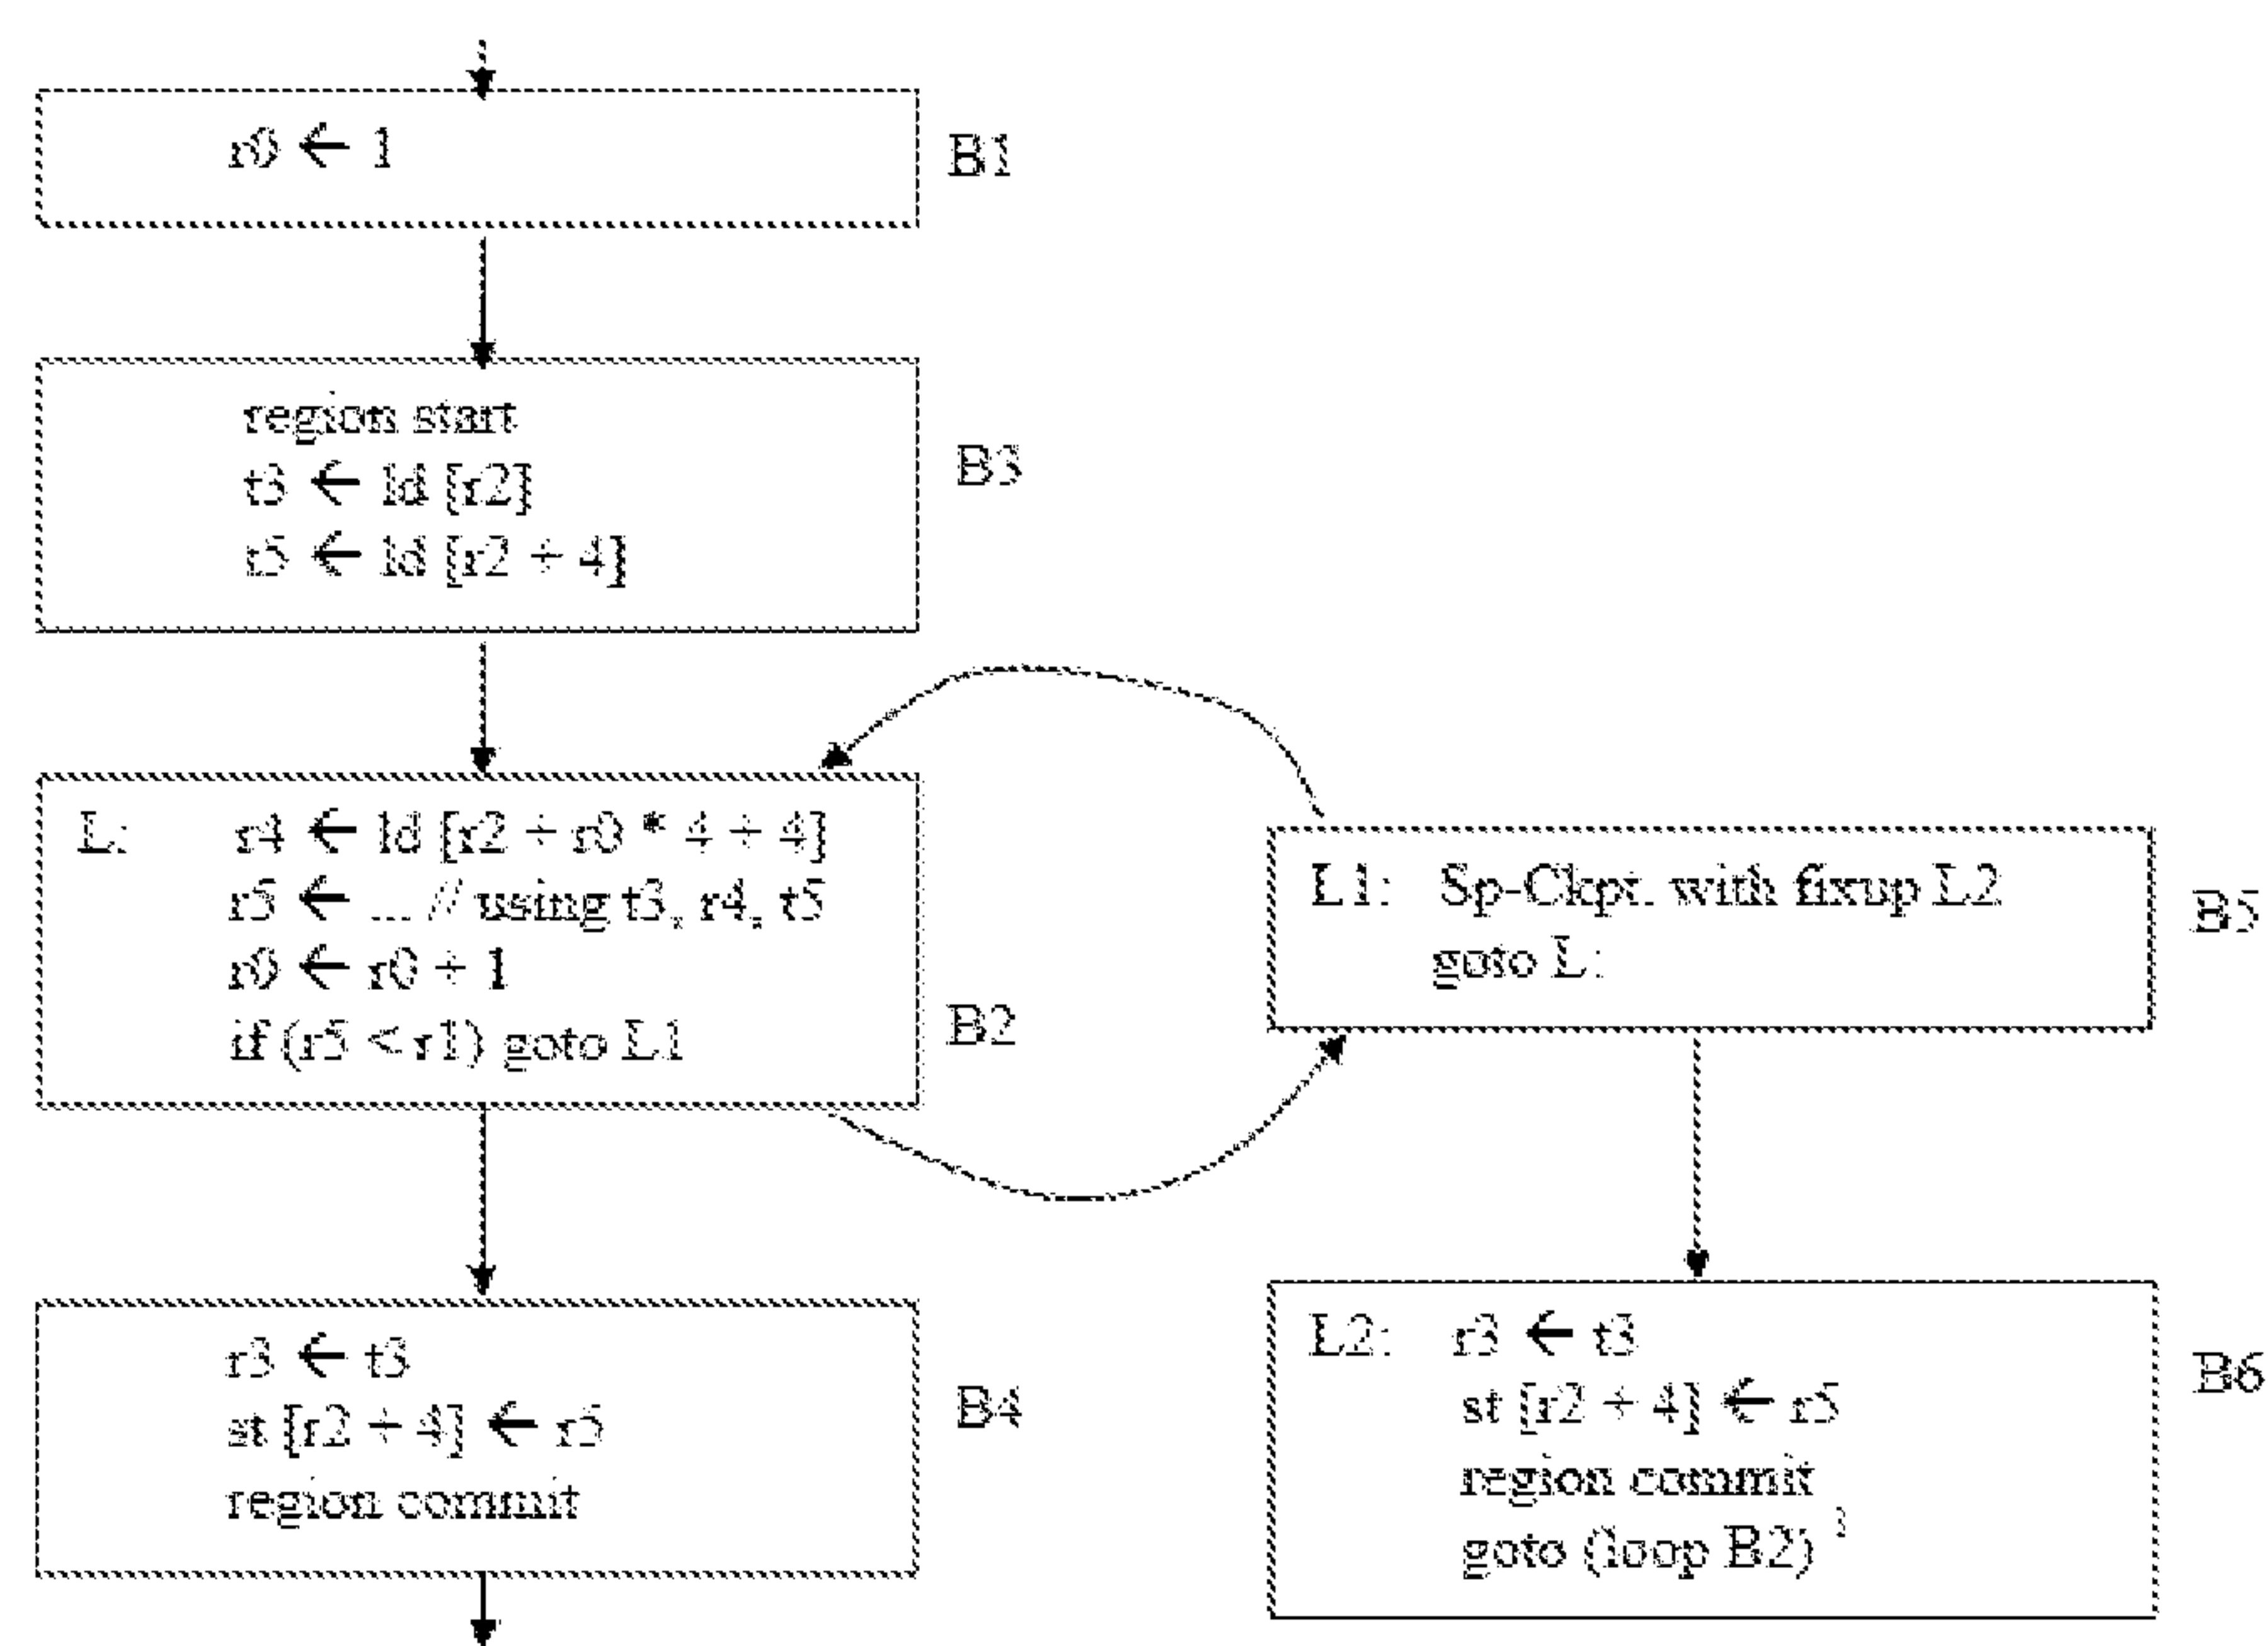 r0 ← 1
B1
region start
t3 ← ld [r2]
t5 ← ld [r2 + 4]
B3
L: r4 ← ld [r2 + r0 * 4 + 4]
r5 ← ... // using t3, r4, t5
r0 ← r0 + 1
if (r5 < r1) goto L1
B2
L1: Sp-Ckpt. with fixup L2
goto L:
B5
r3 ← t3
st [r2 + 4] ← r5
region commit
B4
L2: r3 ← t3
st [r2 + 4] ← r5
region commit
goto (loop B2)
B6